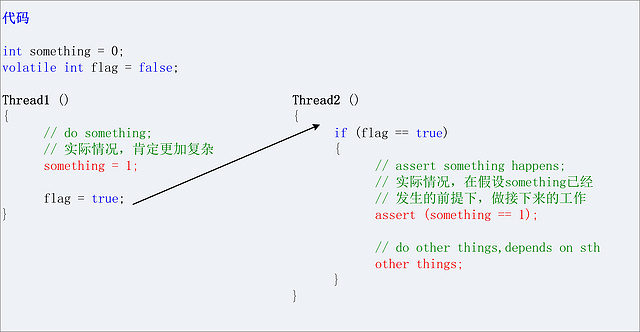 代码
int something = 0;
volatile int flag = false;
Thread1 ()
{
// do something;
// 实际情况，肯定更加复杂
something = 1;
flag = true;
}
Thread2 ()
{
if (flag == true)
{
// assert something happens;
// 实际情况，在假设something已经
// 发生的前提下，做接下来的工作
assert (something == 1);
// do other things,depends on sth
other things;
}
}